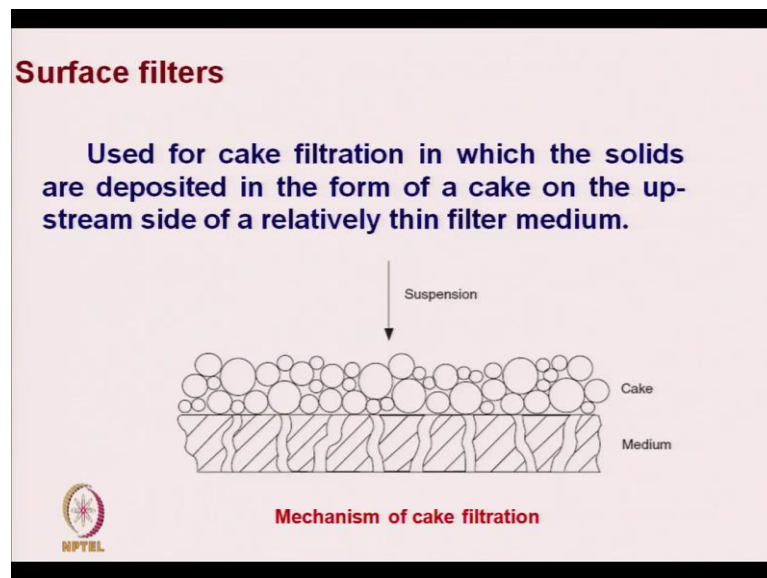 Surface filters
Used for cake filtration in which the solids
are deposited in the form of a cake on the up-
stream side of a relatively thin filter medium.
Suspension
Cake
Medium
Mechanism of cake filtration
NPTEL